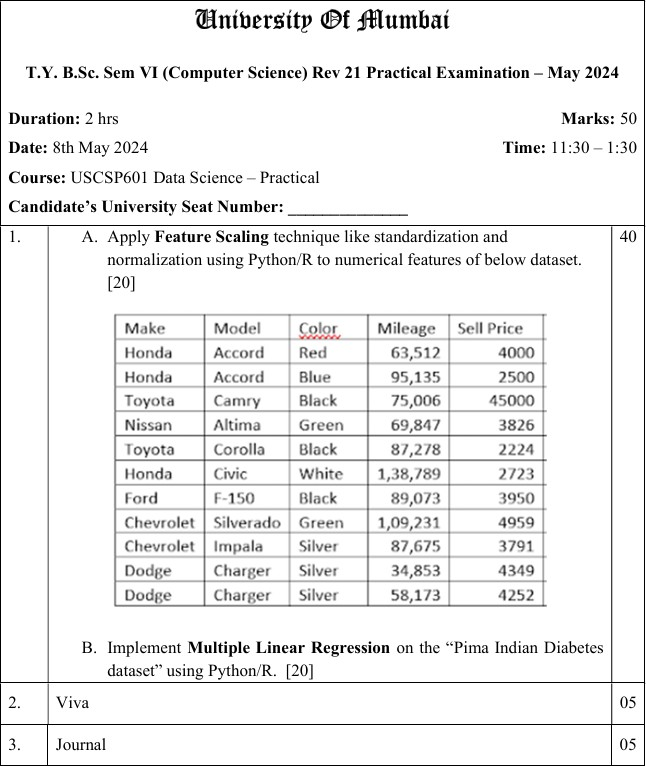 University Of Mumbai
T.Y. B.Sc. Sem VI (Computer Science) Rev 21 Practical Examination – May 2024
Duration: 2 hrs Marks: 50
Date: 8th May 2024 Time: 11:30 – 1:30
Course: USCSP601 Data Science – Practical
Candidate's University Seat Number: ______________
1. A. Apply Feature Scaling technique like standardization and 40
normalization using Python/R to numerical features of below dataset.
[20]
Make Model Color Mileage Sell Price
Honda Accord Red 63,512 4000
Honda Accord Blue 95,135 2500
Toyota Camry Black 75,006 45000
Nissan Altima Green 69,847 3826
Toyota Corolla Black 87,278 2224
Honda Civic White 1,38,789 2723
Ford F-150 Black 89,073 3950
Chevrolet Silverado Green 1,09,231 4959
Chevrolet Impala Silver 87,675 3791
Dodge Charger Silver 34,853 4349
Dodge Charger Silver 58,173 4252
B. Implement Multiple Linear Regression on the “Pima Indian Diabetes
dataset” using Python/R. [20]
2. Viva 05
3. Journal 05